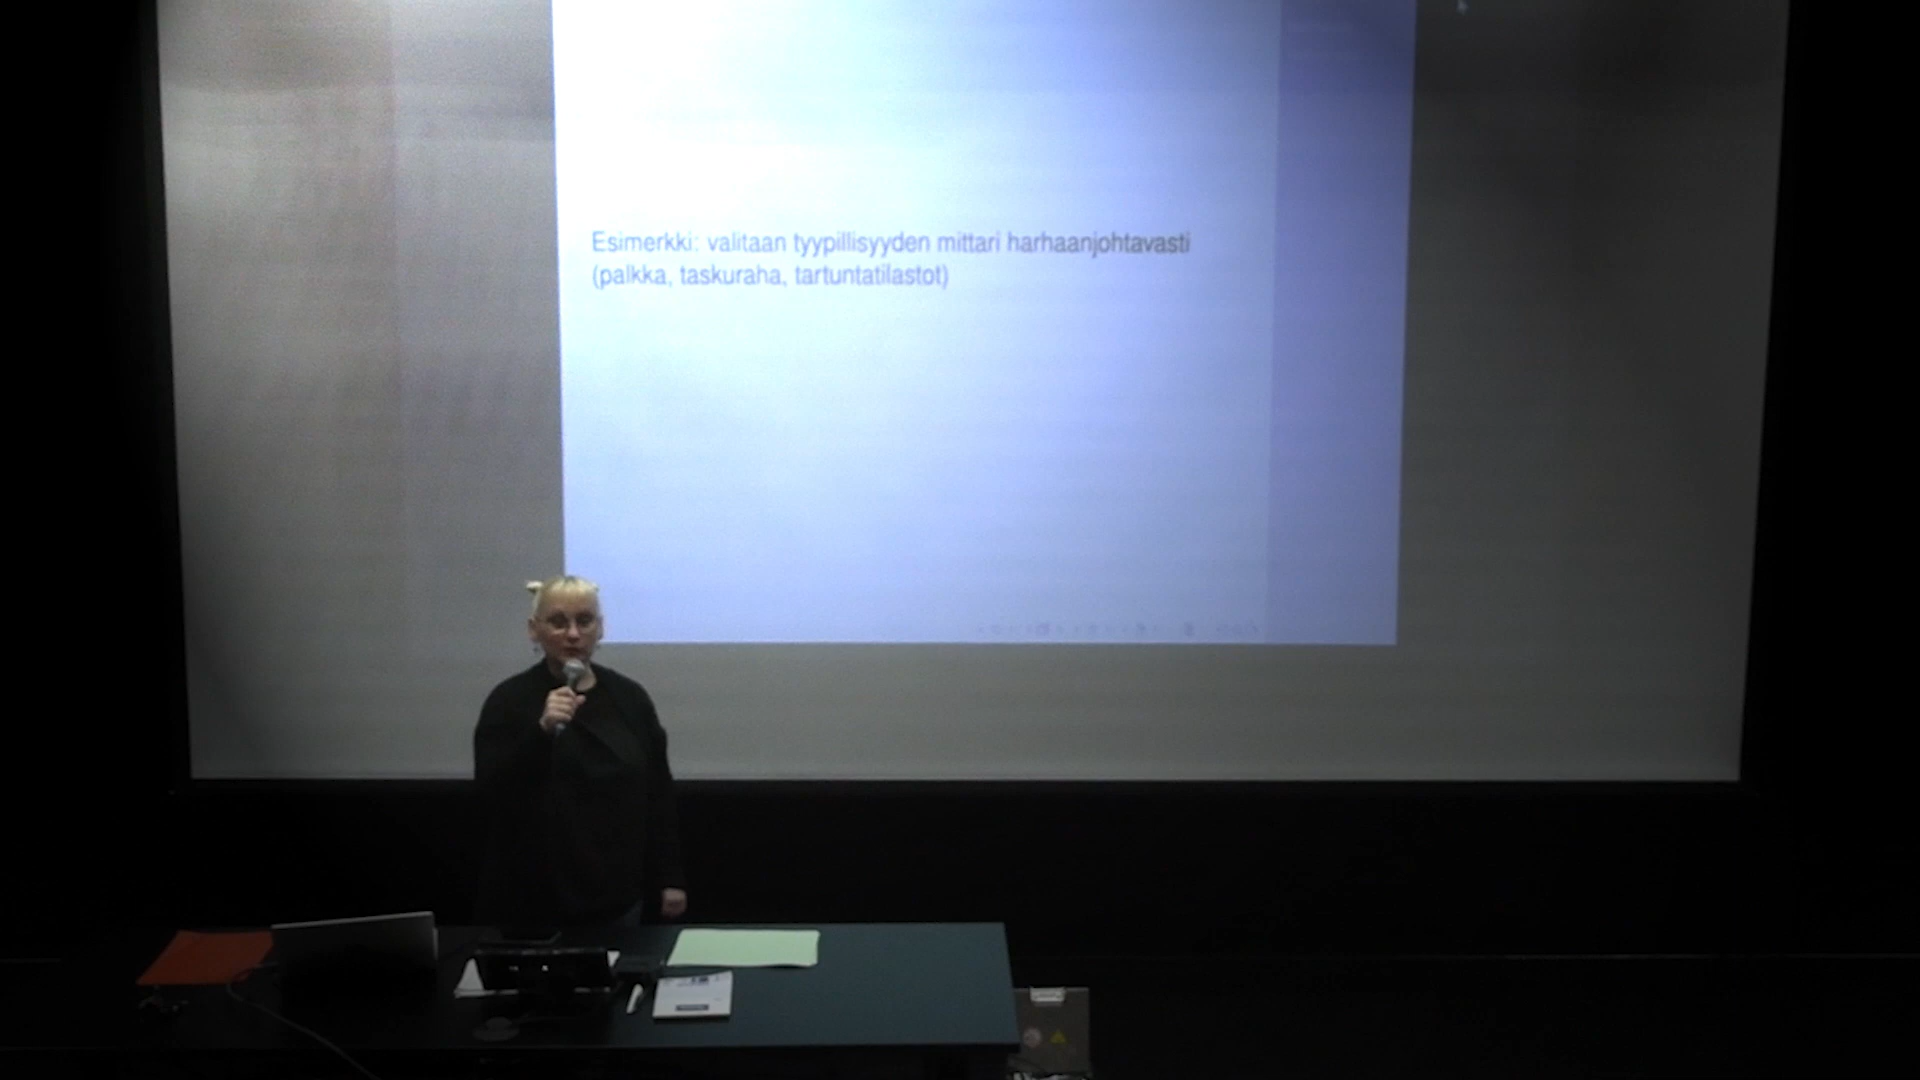 Esimerkki: valitaan tyypillisyyden mittari harhaanjohtavasti
(palkka, taskuraha, tartuntatilastot)